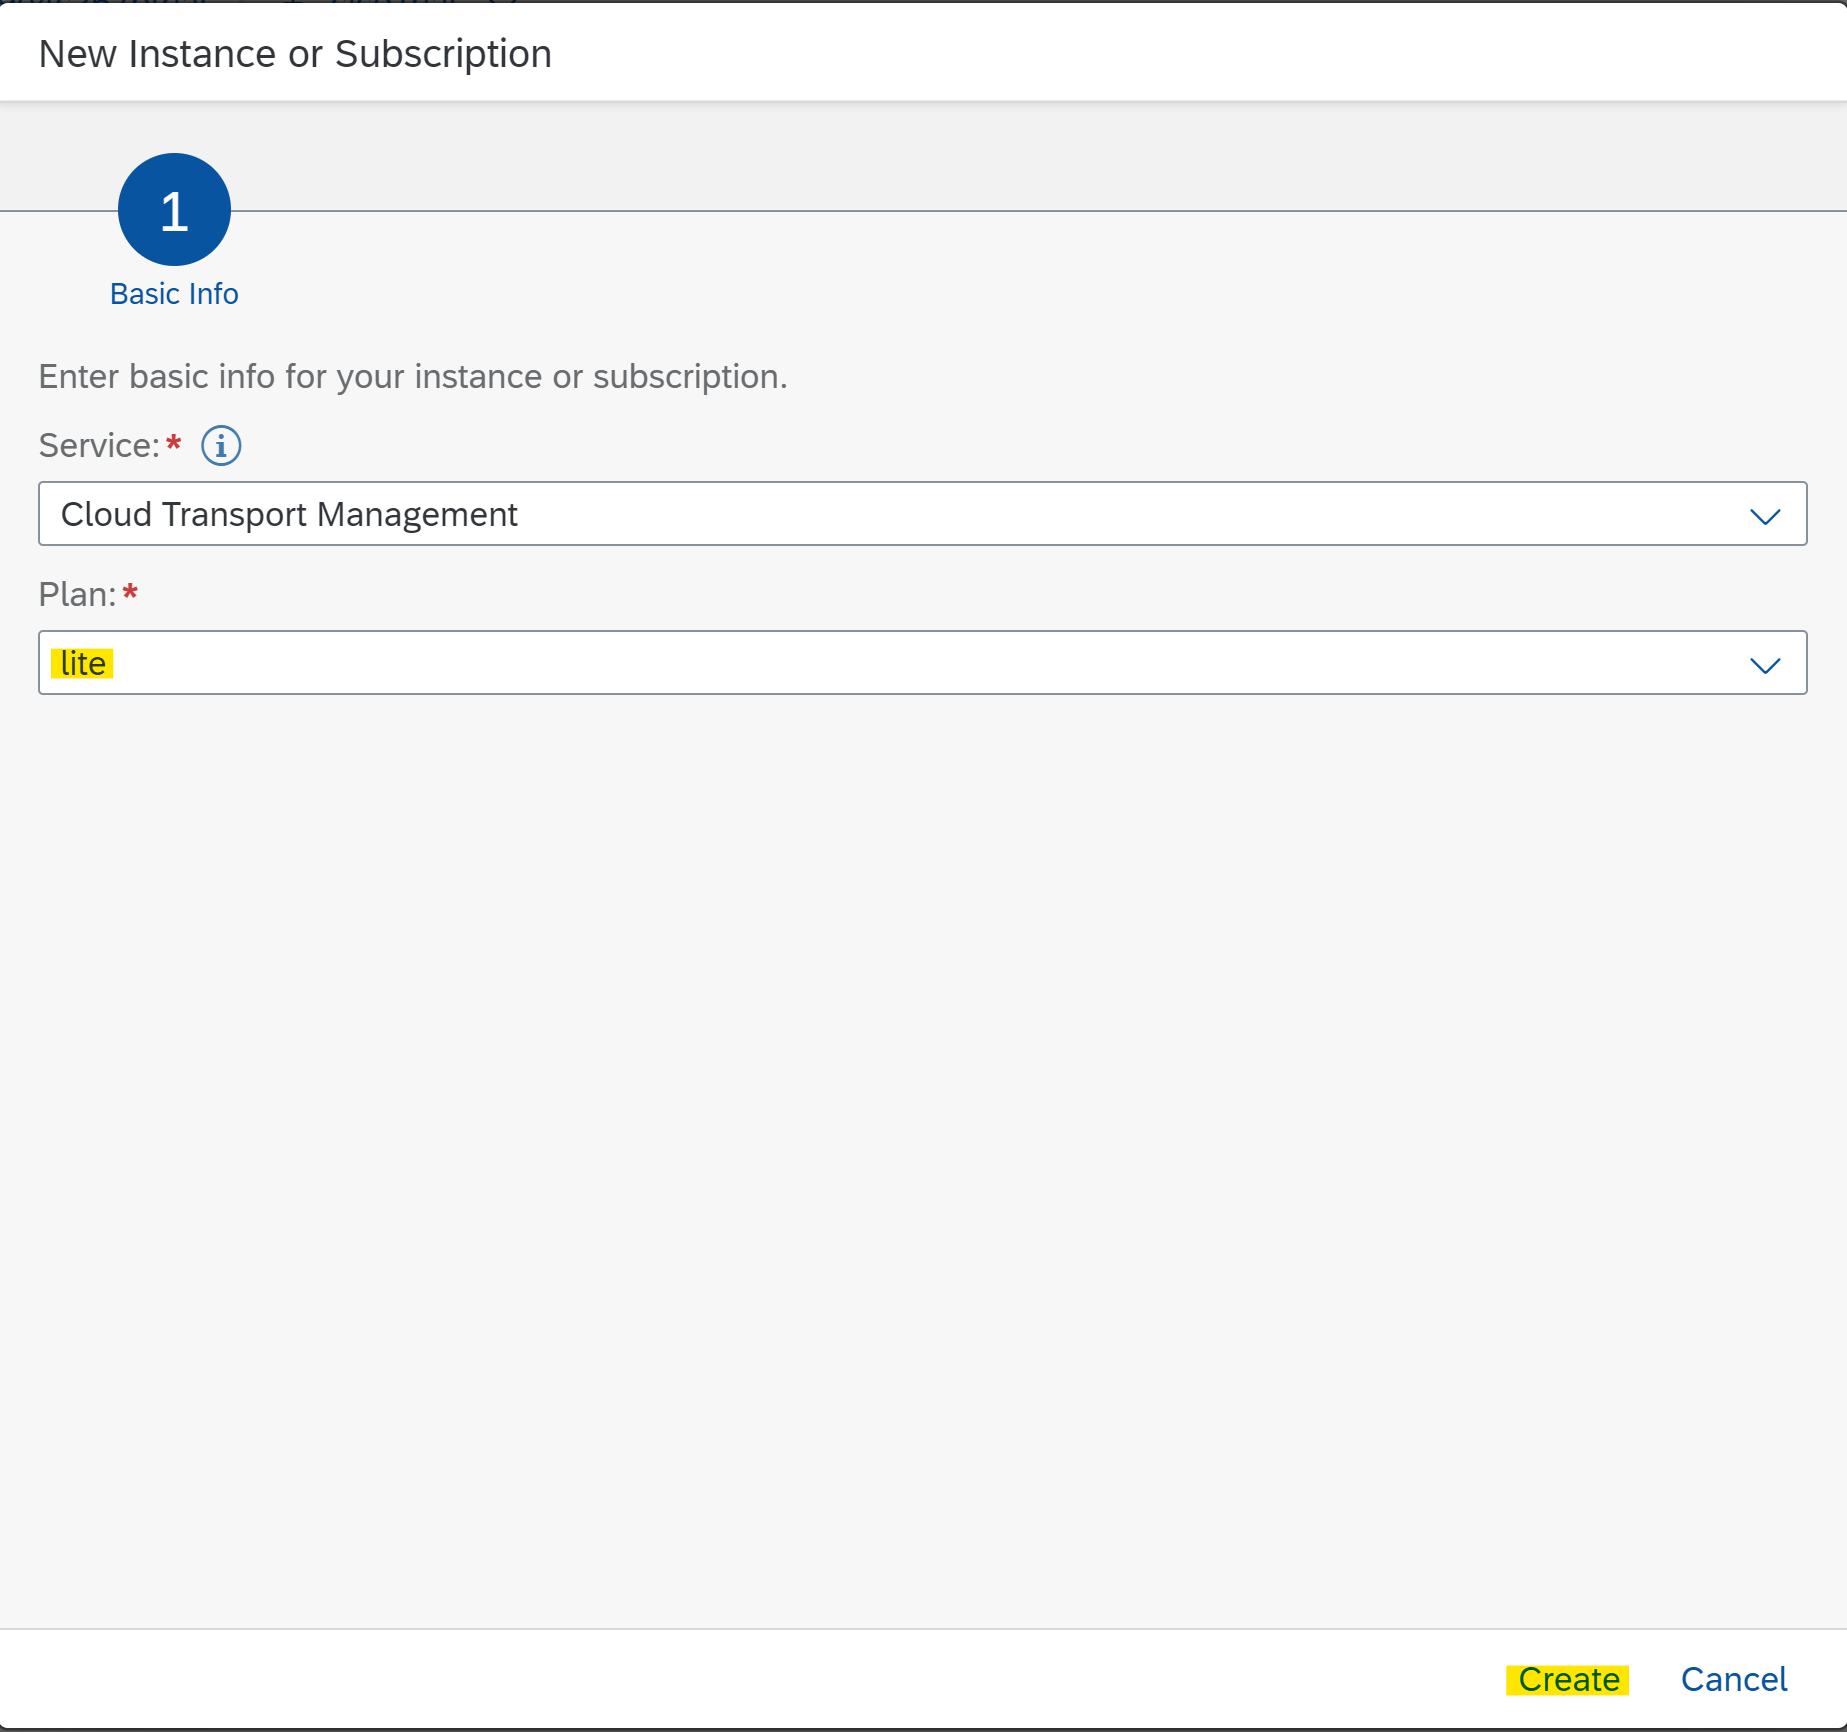 New Instance or Subscription
1
Basic Info
Enter basic info for your instance or subscription.
Service:*
Cloud Transport Management
Plan:*
lite
Create Cancel